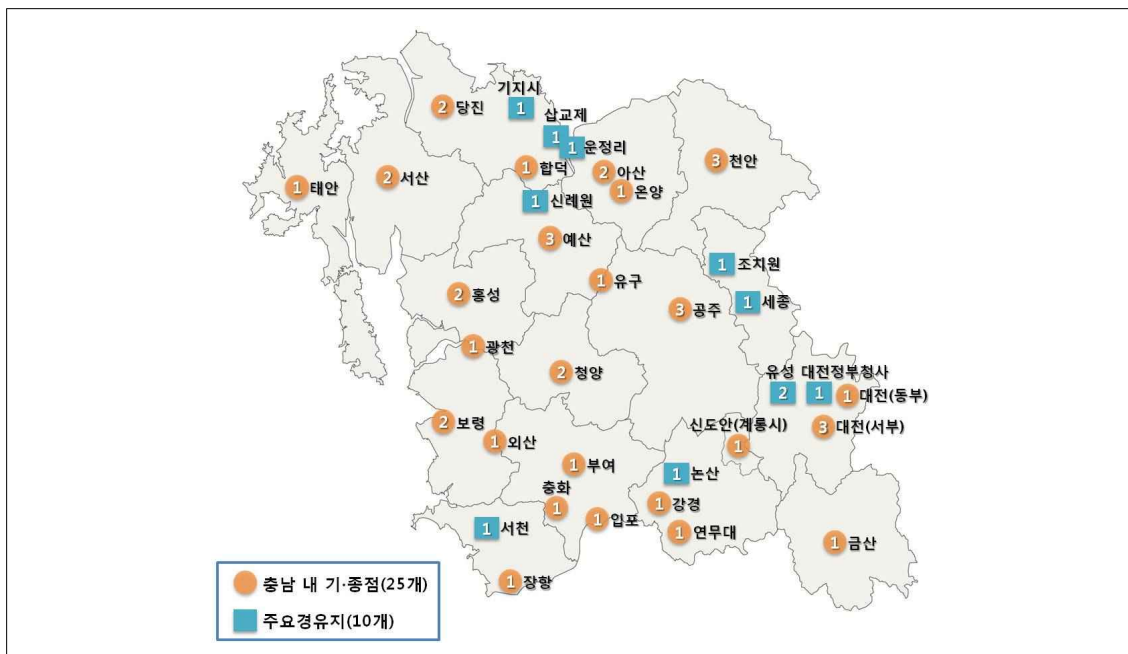 기지시
1
2 당진
삽교제
1
1 운정리
1 합덕
2 아산
3 천안
1 태안
2 서산
1 온양
1 신례원
3 예산
1 조치원
1 유구
2 홍성
3 공주
1 세종
1 광천
2 청양
유성 대전정부청사
2 1 1 대전(동부)
2 보령
신도안(계룡시)
1
3 대전(서부)
1 외산
1 부여
1 논산
충화
1
1 강경
1 입포
1 서천
1 연무대
1 금산
1 장항
충남 내 기·종점(25개)
주요경유지(10개)